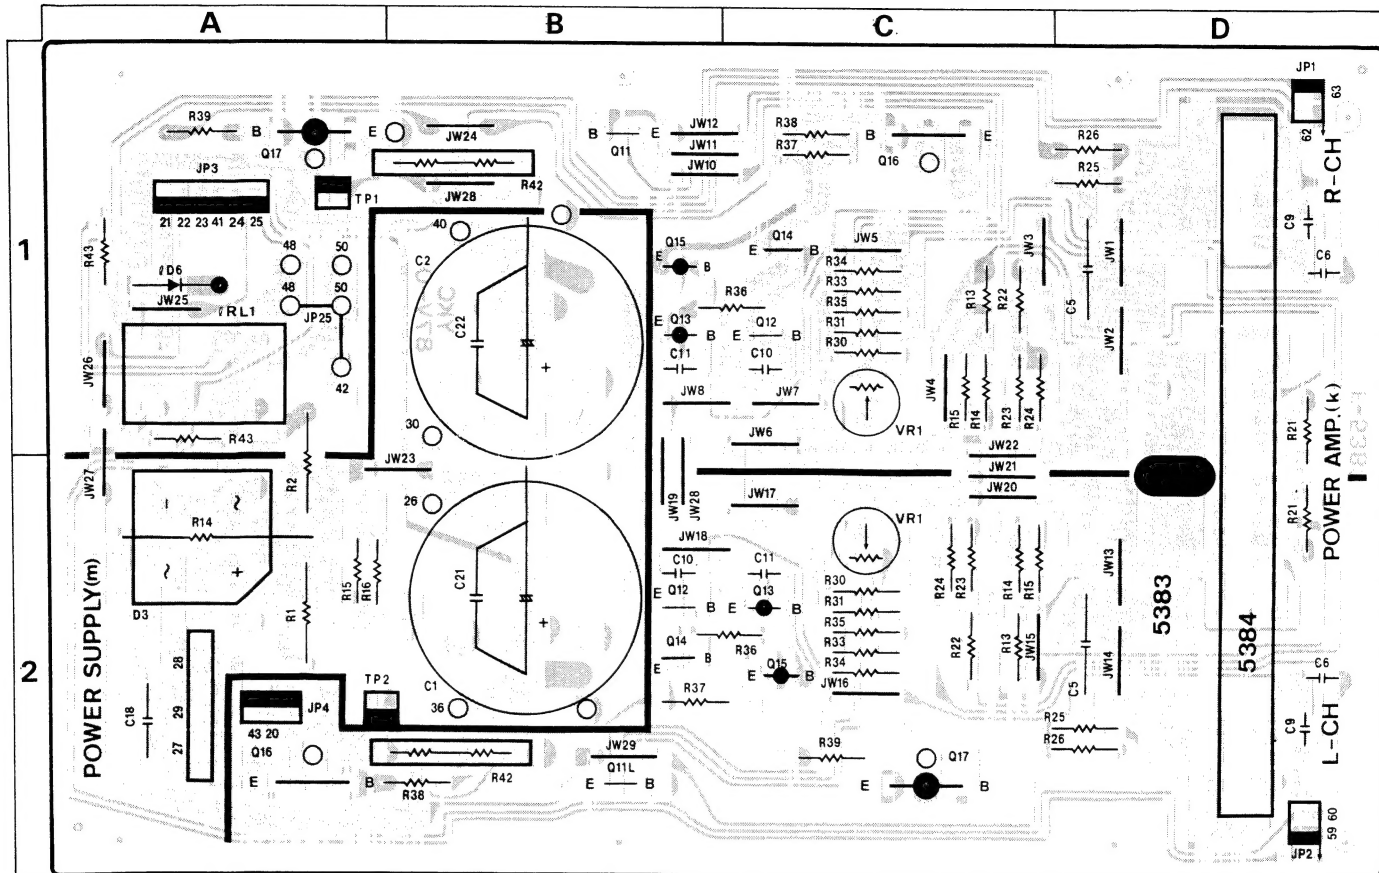 A B C D
1
2
JP1
63
62
R-CH
R39
B E
Q17
JP3
21 22 23 41 24 25
TP1
JW24
R42
JW28
B E
Q11
JW12
JW11
JW10
R38
R37
B E
Q16
R26
R25
R43
D6
JW25
RL1
48 50
48 50
JP25
42
JW26
R43
40
C2
C22
+
30
Q15
B
E
Q14
E B
R36
Q13
E B
Q12
E B
C11
C10
JW8
JW7
JW6
JW5
R34
R33
R35
R31
R30
VR1
R13
R22
JW3
C5
JW1
JW2
JW4
R15
R14
R23
R24
JW22
JW21
JW20
C9
C6
R21
POWER AMP.(k)
JW27
R2
JW23
26
R14
~
~
+
D3
R1
R15
R16
C21
+
C1
36
JW19
JW28
JW17
JW18
C10
C11
E
Q12
B
E
Q13
B
Q14
E B
R36
E
Q15
B
R37
VR1
R30
R31
R35
R33
R34
JW16
R24
R23
R14
R15
R22
R13
JW15
JW13
JW14
C5
5383
5384
R21
C6
C9
L-CH
R25
R26
POWER SUPPLY(m)
C18
28
29
27
JP4
43 20
TP2
Q16
E B
R38
R42
JW29
Q11L
E B
R39
Q17
E B
60
59
JP2